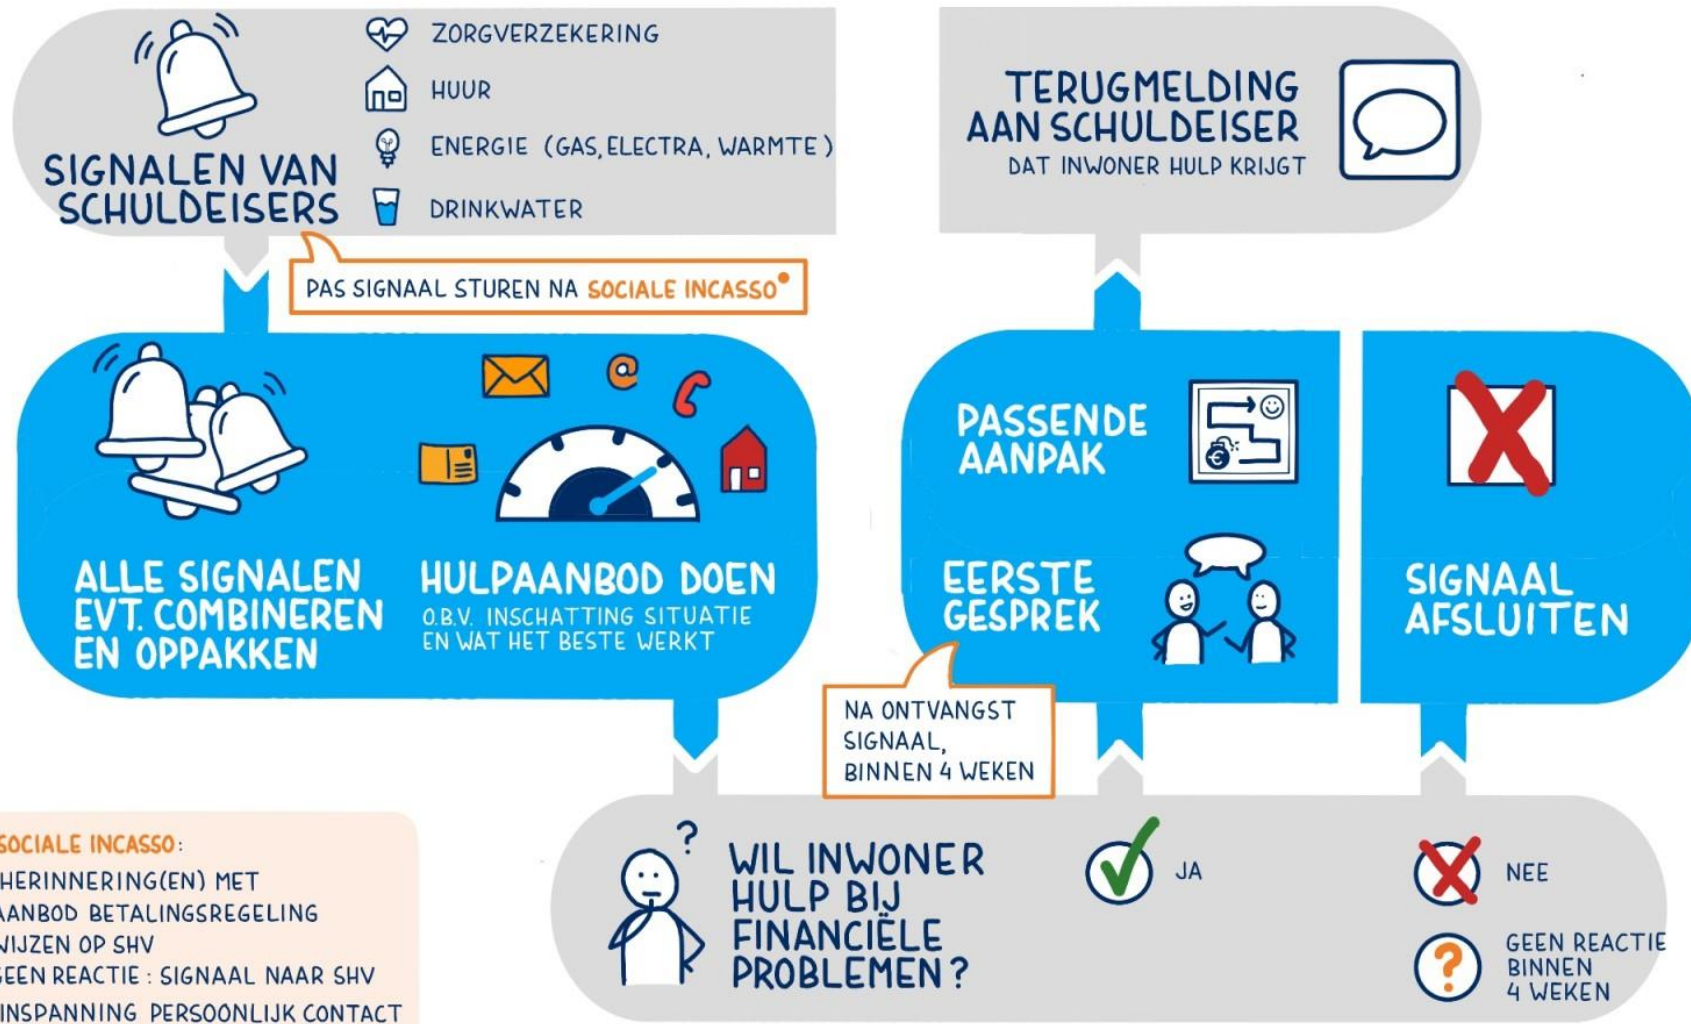 SIGNALEN VAN
SCHULDEISERS
ZORGVERZEKERING
HUUR
ENERGIE (GAS, ELECTRA, WARMTE)
DRINKWATER
PAS SIGNAAL STUREN NA SOCIALE INCASSO
ALLE SIGNALEN
EVT. COMBINEREN
EN OPPAKKEN
@
HULPAANBOD DOEN
O.B.V. INSCHATTING SITUATIE
EN WAT HET BESTE WERKT
?
WIL INWONER
HULP BIJ
FINANCIËLE
PROBLEMEN?
JA
NEE
?
GEEN REACTIE
BINNEN
4 WEKEN
NA ONTVANGST
SIGNAAL,
BINNEN 4 WEKEN
EERSTE
GESPREK
PASSENDE
AANPAK
€
SIGNAAL
AFSLUITEN
TERUGMELDING
AAN SCHULDEISER
DAT INWONER HULP KRIJGT
SOCIALE INCASSO:
HERINNERING(EN) MET
AANBOD BETALINGSREGELING
WIJZEN OP SHV
GEEN REACTIE: SIGNAAL NAAR SHV
INSPANNING PERSOONLIJK CONTACT